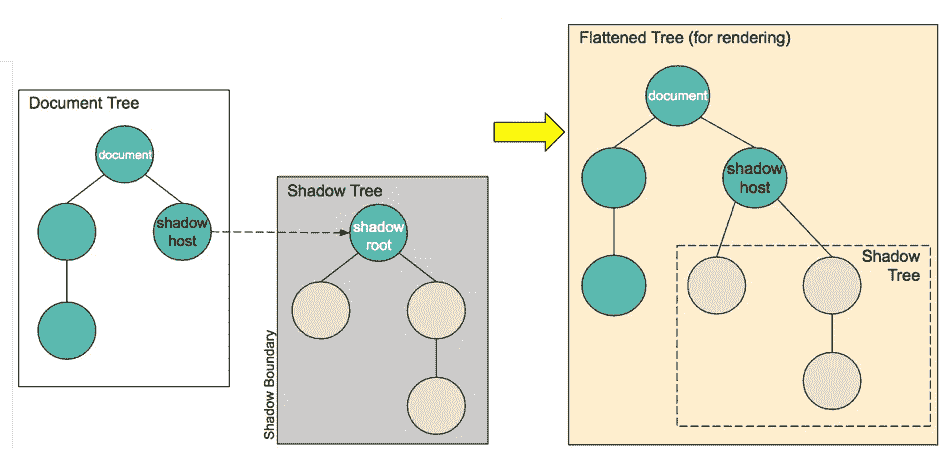 Document Tree
document
shadow
host
Shadow Tree
shadow
root
Shadow Boundary
Flattened Tree (for rendering)
document
shadow
host
Shadow
Tree